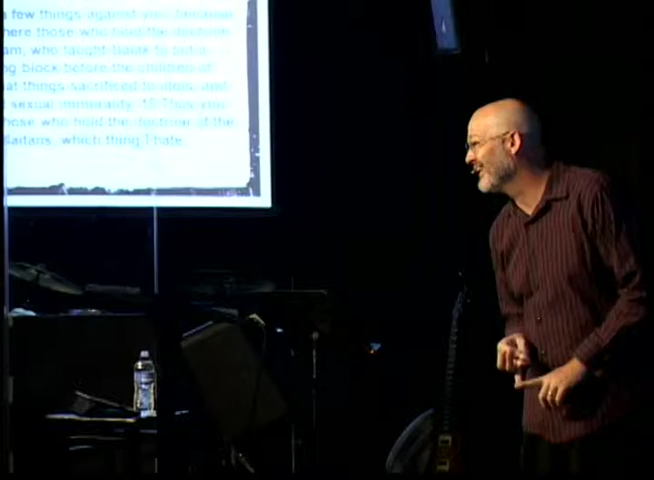 a few things against you, because
here those who hold the doctrine
am, who taught Balak to put a
ng block before the children of
at things sacrificed to idols, and
t sexual immorality. 15 Thus you
hose who hold the doctrine of the
laitans, which thing I hate.